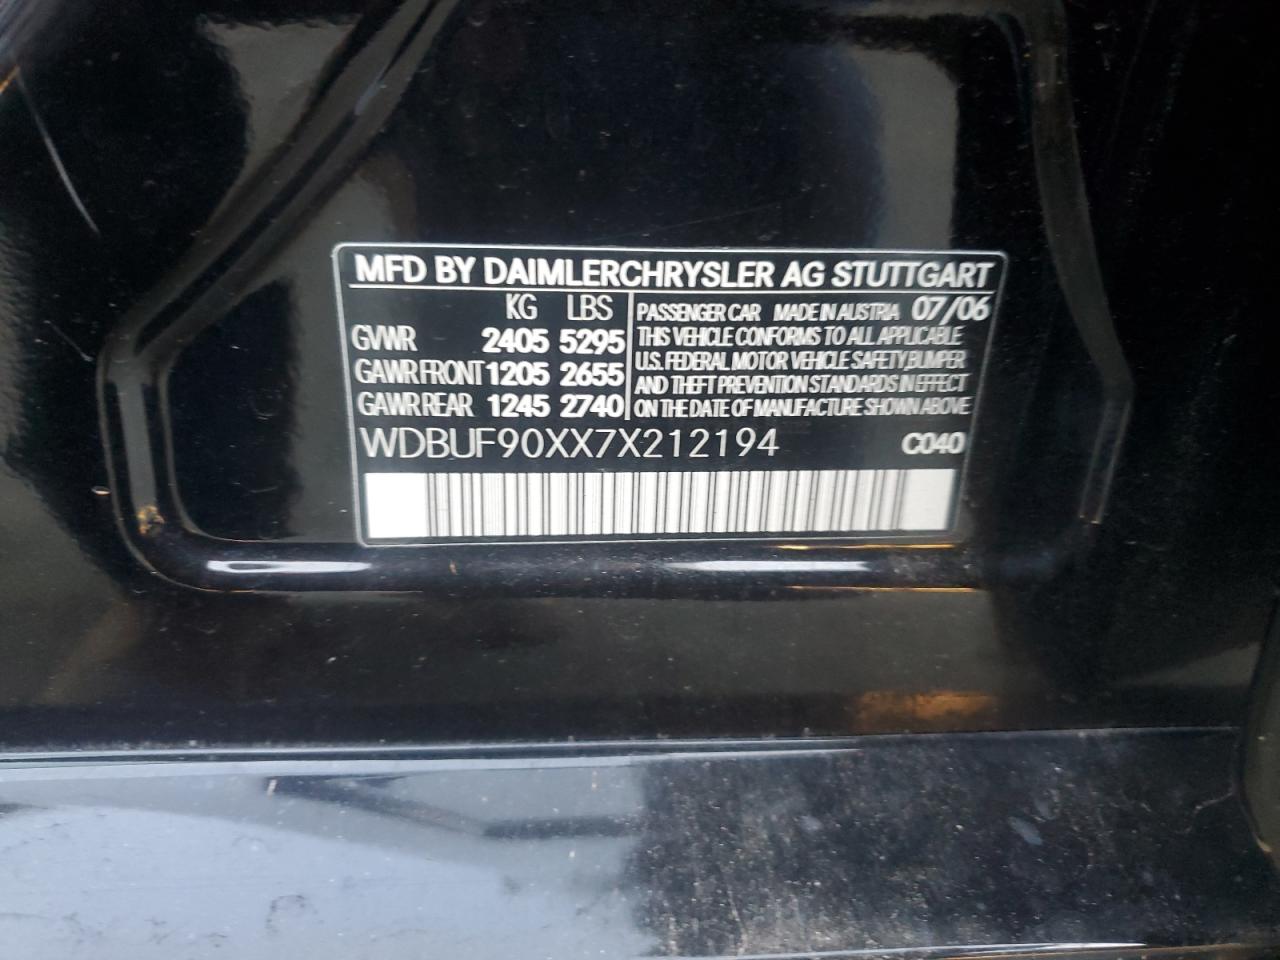 MFD BY DAIMLERCHRYSLER AG STUTTGART
KG LBS
GVWR 2405 5295
GAWR FRONT 1205 2655
GAWR REAR 1245 2740
PASSENGER CAR MADE IN AUSTRIA 07/06
THIS VEHICLE CONFORMS TO ALL APPLICABLE
U.S. FEDERAL MOTOR VEHICLE SAFETY, BUMPER
AND THEFT PREVENTION STANDARDS IN EFFECT
ON THE DATE OF MANUFACTURE SHOWN ABOVE
WDBUF90XX7X212194 C040